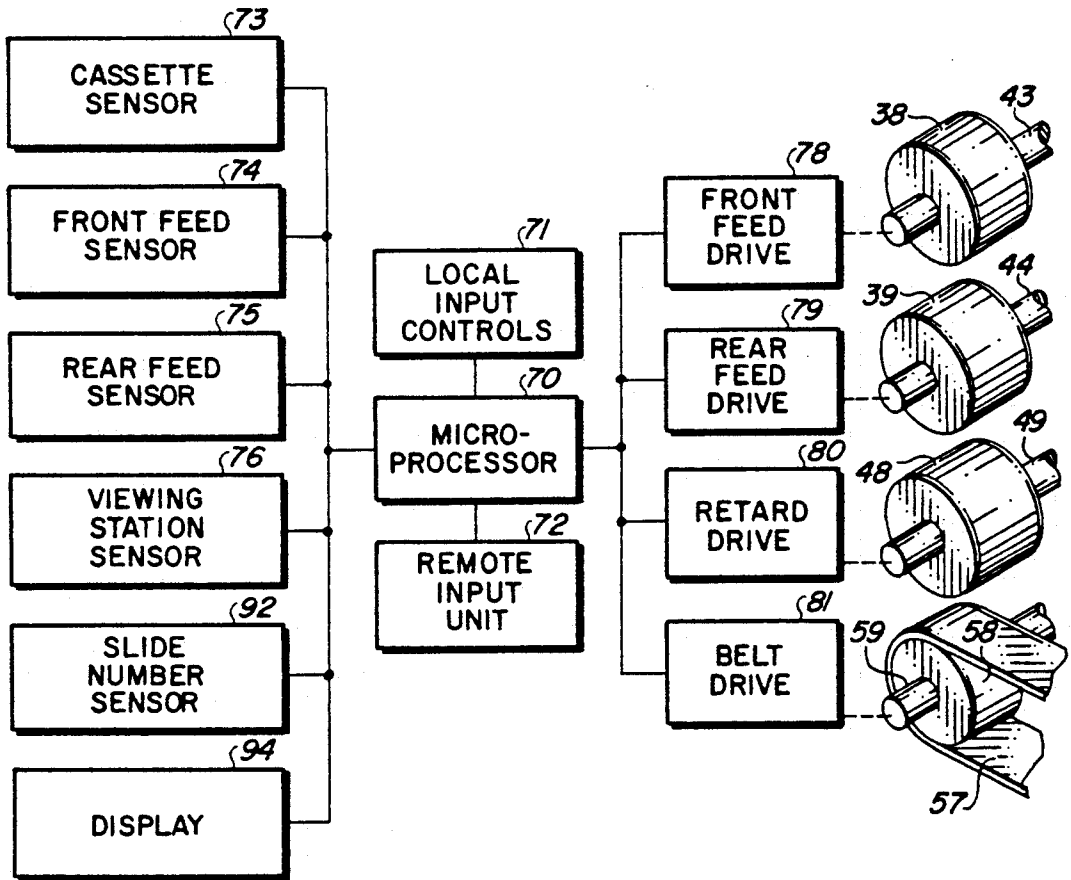 73
CASSETTE
SENSOR
74
FRONT FEED
SENSOR
75
REAR FEED
SENSOR
76
VIEWING
STATION
SENSOR
92
SLIDE
NUMBER
SENSOR
94
DISPLAY
71
LOCAL
INPUT
CONTROLS
70
MICRO-
PROCESSOR
72
REMOTE
INPUT
UNIT
78
FRONT
FEED
DRIVE
79
REAR
FEED
DRIVE
80
RETARD
DRIVE
81
BELT
DRIVE
38
43
39
44
48
49
59
58
57